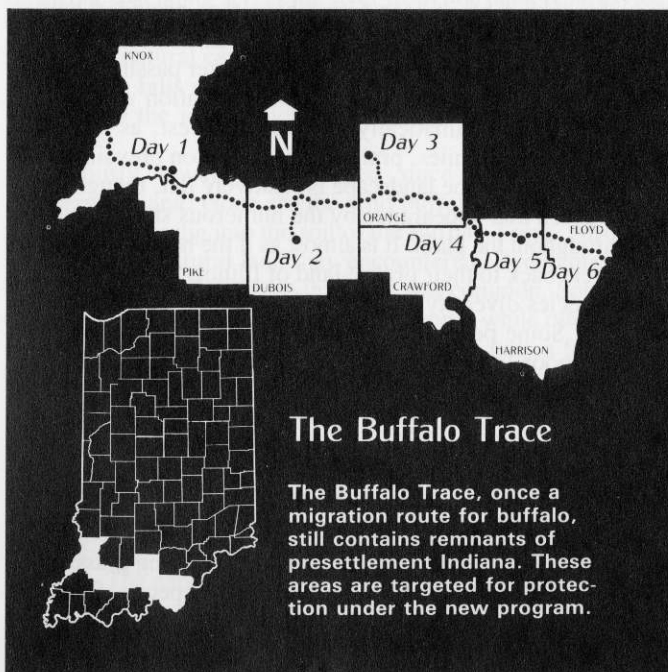 KNOX
Day 1
N
Day 3
ORANGE
Day 4
FLOYD
Day 5
Day 6
Day 2
PIKE
DUBOIS
CRAWFORD
HARRISON
The Buffalo Trace
The Buffalo Trace, once a
migration route for buffalo,
still contains remnants of
presettlement Indiana. These
areas are targeted for protec-
tion under the new program.